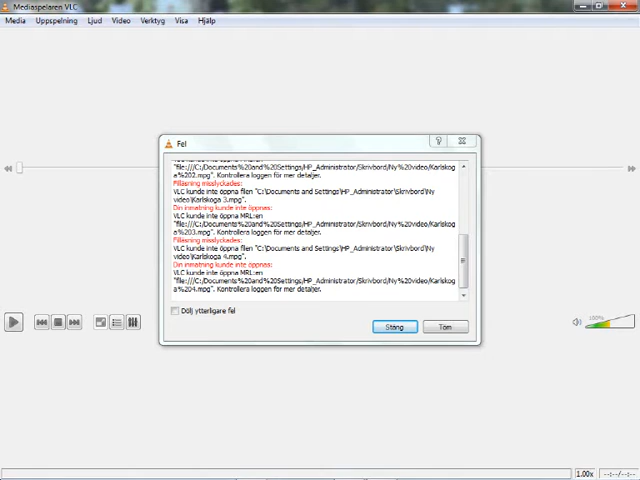 Mediaspelaren VLC
Media Uppspelning Ljud Video Verktyg Visa Hjälp
Fel
"file:///C:/Documents%20and%20Settings/HP_Administrator/Skrivbord/Ny%20video/Karlskog
a%202.mpg". Kontrollera loggen för mer detaljer.
Filläsning misslyckades:
VLC kunde inte öppna filen "C:\Documents and Settings\HP_Administrator\Skrivbord\Ny
video\Karlskoga 3.mpg".
Din inmatning kunde inte öppnas:
VLC kunde inte öppna MRL:en
"file:///C:/Documents%20and%20Settings/HP_Administrator/Skrivbord/Ny%20video/Karlskog
a%203.mpg". Kontrollera loggen för mer detaljer.
Filläsning misslyckades:
VLC kunde inte öppna filen "C:\Documents and Settings\HP_Administrator\Skrivbord\Ny
video\Karlskoga 4.mpg".
Din inmatning kunde inte öppnas:
VLC kunde inte öppna MRL:en
"file:///C:/Documents%20and%20Settings/HP_Administrator/Skrivbord/Ny%20video/Karlskog
a%204.mpg". Kontrollera loggen för mer detaljer.
Dölj ytterligare fel
Stäng Töm
100%
1.00x --:--/--:--